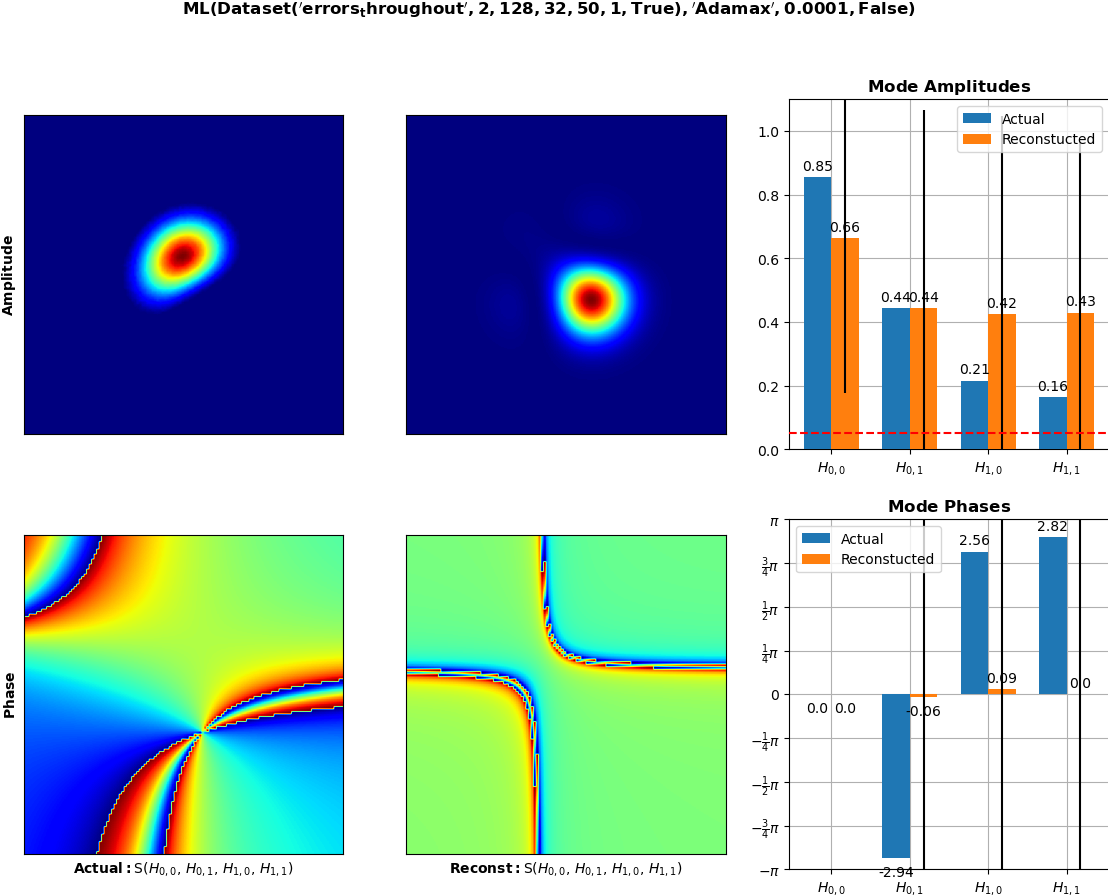 ML(Dataset('errors_throughout', 2, 128, 32, 50, 1, True), 'Adamax', 0.0001, False)
Amplitude
Mode Amplitudes
Actual
Reconstucted
1.0
0.8
0.6
0.4
0.2
0.0
0.85
0.66
0.44
0.44
0.21
0.42
0.16
0.43
H0,0
H0,1
H1,0
H1,1
Phase
Mode Phases
Actual
Reconstucted
π
3/4π
1/2π
1/4π
0
−1/4π
−1/2π
−3/4π
−π
0.0
0.0
-2.94
-0.06
2.56
0.09
2.82
0.0
H0,0
H0,1
H1,0
H1,1
Actual: S(H0,0, H0,1, H1,0, H1,1)
Reconst: S(H0,0, H0,1, H1,0, H1,1)